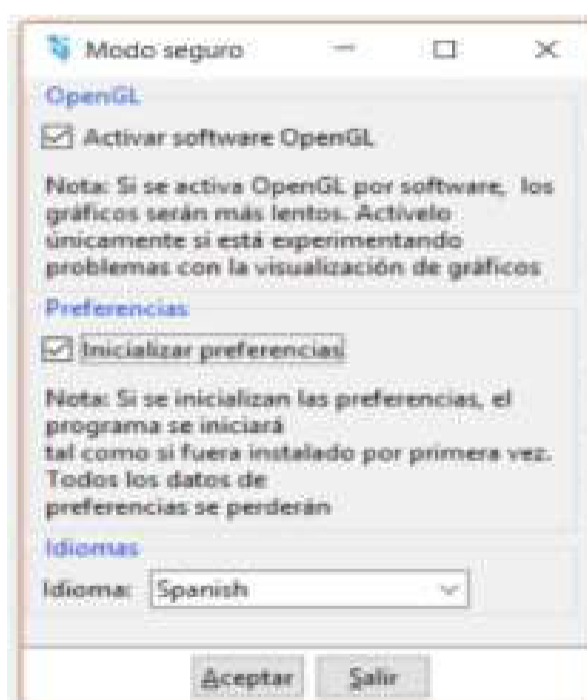 Modo seguro
OpenGL
Activar software OpenGL
Nota: Si se activa OpenGL por software, los
gráficos serán más lentos. Actívelo
únicamente si está experimentando
problemas con la visualización de gráficos
Preferencias
Inicializar preferencias
Nota: Si se inicializan las preferencias, el
programa se iniciará
tal como si fuera instalado por primera vez.
Todos los datos de
preferencias se perderán
Idiomas
Idioma: Spanish
Aceptar Salir